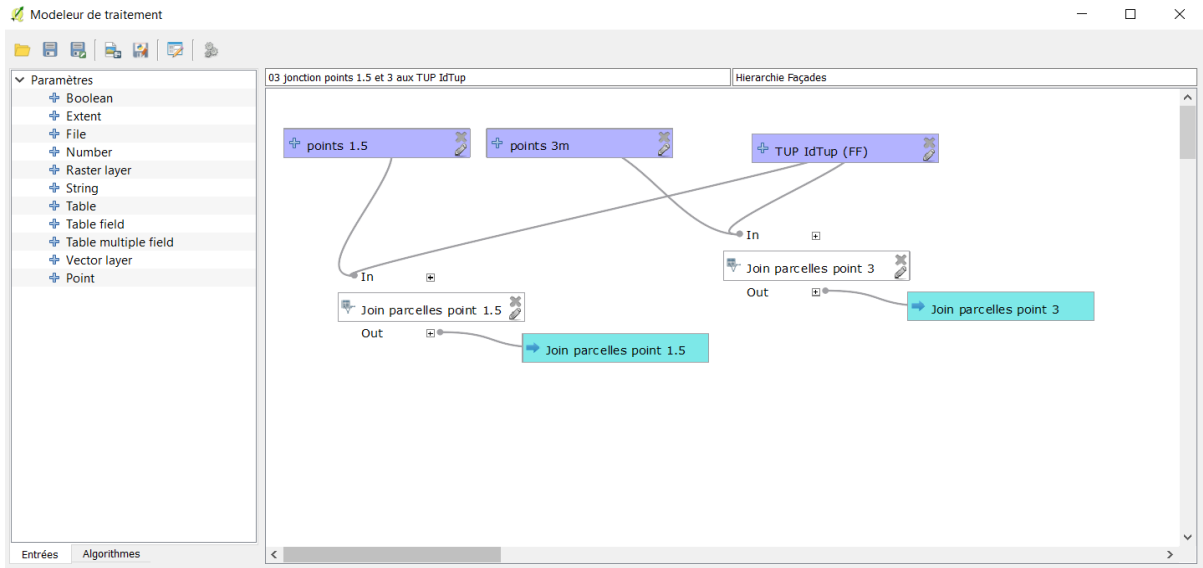 Modeleur de traitement
Paramètres
Boolean
Extent
File
Number
Raster layer
String
Table
Table field
Table multiple field
Vector layer
Point
Entrées
Algorithmes
03 jonction points 1.5 et 3 aux TUP IdTup
Hierarchie Façades
points 1.5
points 3m
TUP IdTup (FF)
In
Join parcelles point 3
Out
Join parcelles point 3
In
Join parcelles point 1.5
Out
Join parcelles point 1.5